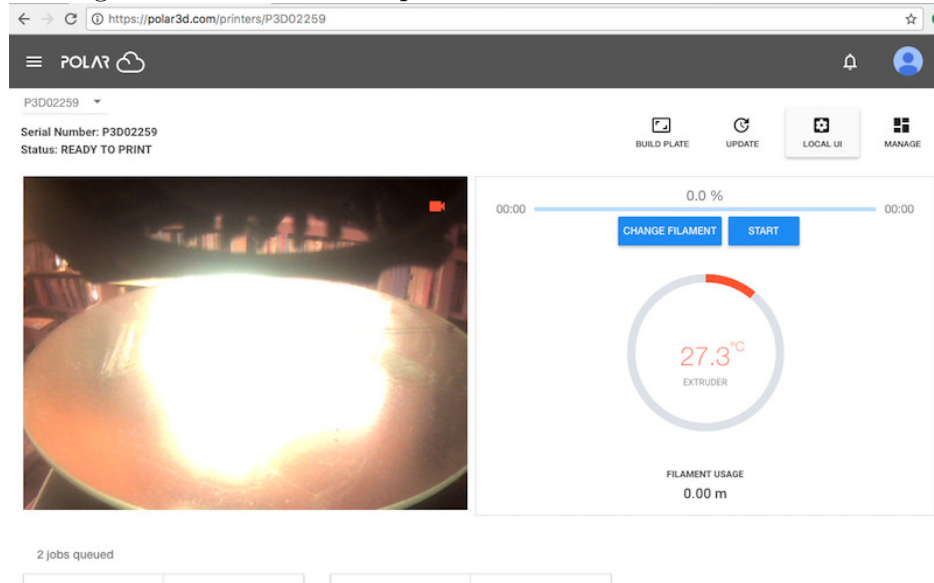 https://polar3d.com/printers/P3D02259
POLAR
P3D02259
Serial Number: P3D02259
Status: READY TO PRINT
BUILD PLATE UPDATE LOCAL UI MANAGE
0.0 %
00:00 00:00
CHANGE FILAMENT START
27.3°C
EXTRUDER
FILAMENT USAGE
0.00 m
2 jobs queued